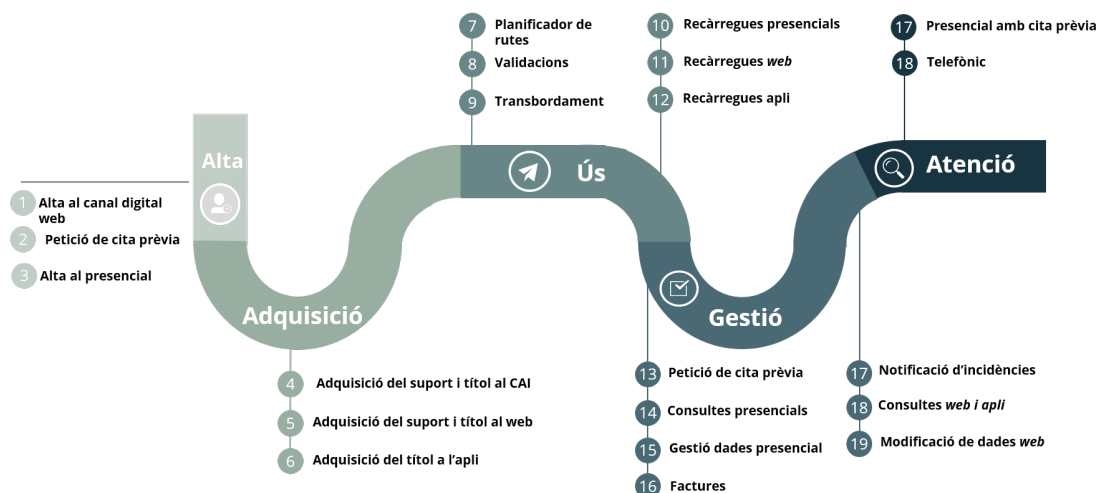 Alta
1 Alta al canal digital
web
2 Petició de cita prèvia
3 Alta al presencial
Adquisició
4 Adquisició del suport i títol al CAI
5 Adquisició del suport i títol al web
6 Adquisició del títol a l’apli
7 Planificador de
rutes
8 Validacions
9 Transbordament
Ús
10 Recàrregues presencials
11 Recàrregues web
12 Recàrregues apli
Gestió
13 Petició de cita prèvia
14 Consultes presencials
15 Gestió dades presencial
16 Factures
17 Notificació d’incidències
18 Consultes web i apli
19 Modificació de dades web
Atenció
17 Presencial amb cita prèvia
18 Telefònic